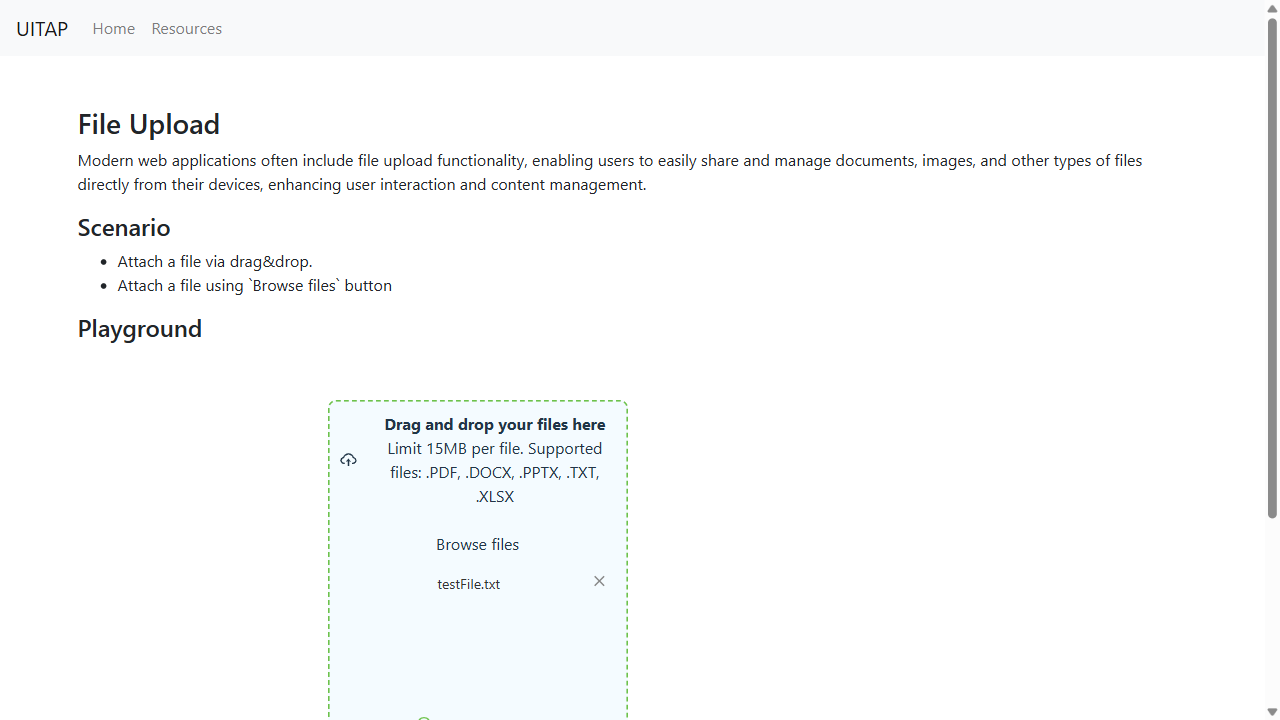 UITAP Home Resources
File Upload
Modern web applications often include file upload functionality, enabling users to easily share and manage documents, images, and other types of files
directly from their devices, enhancing user interaction and content management.
Scenario
Attach a file via drag&drop.
Attach a file using `Browse files` button
Playground
Drag and drop your files here
Limit 15MB per file. Supported
files: .PDF, .DOCX, .PPTX, .TXT,
.XLSX
Browse files
testFile.txt